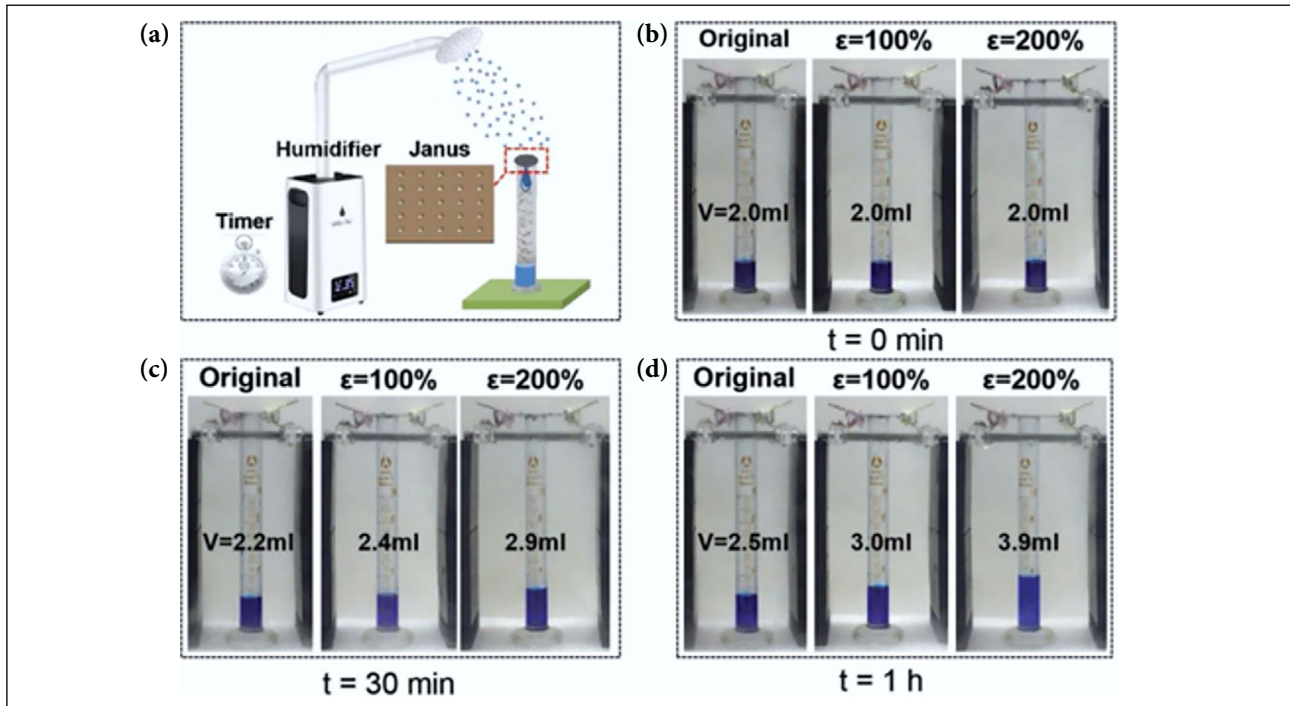 (a)
Humidifier
Janus
Timer
(b)
Original
ε=100%
ε=200%
V=2.0ml
2.0ml
2.0ml
t = 0 min
(c)
Original
ε=100%
ε=200%
V=2.2ml
2.4ml
2.9ml
t = 30 min
(d)
Original
ε=100%
ε=200%
V=2.5ml
3.0ml
3.9ml
t = 1 h